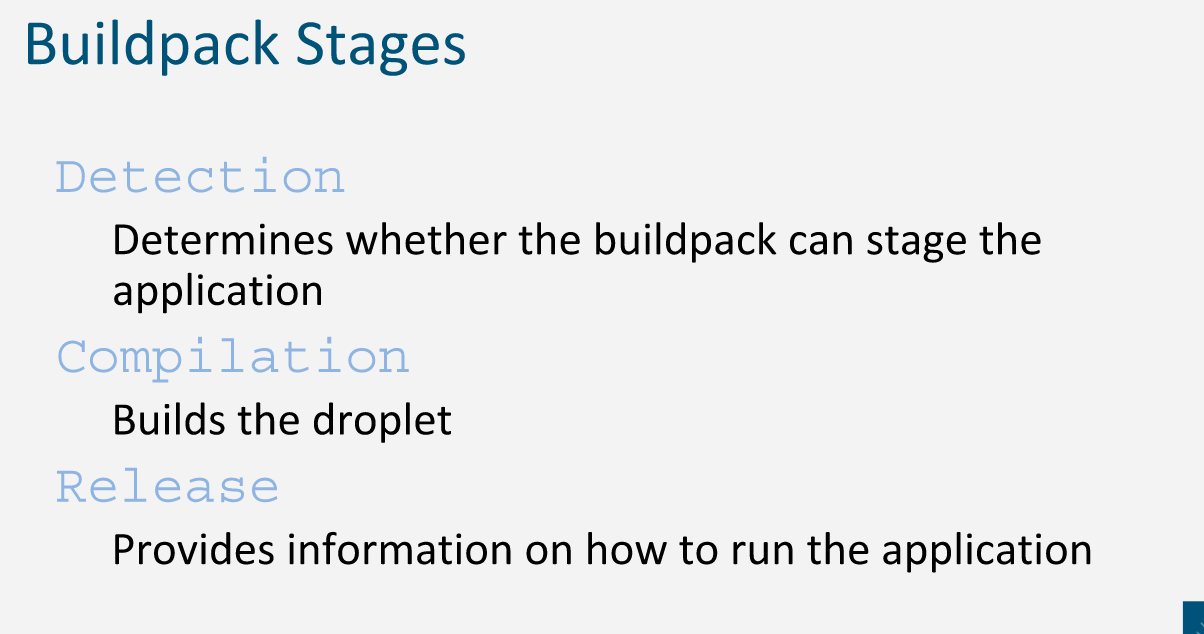 Buildpack Stages
Detection
Determines whether the buildpack can stage the
application
Compilation
Builds the droplet
Release
Provides information on how to run the application